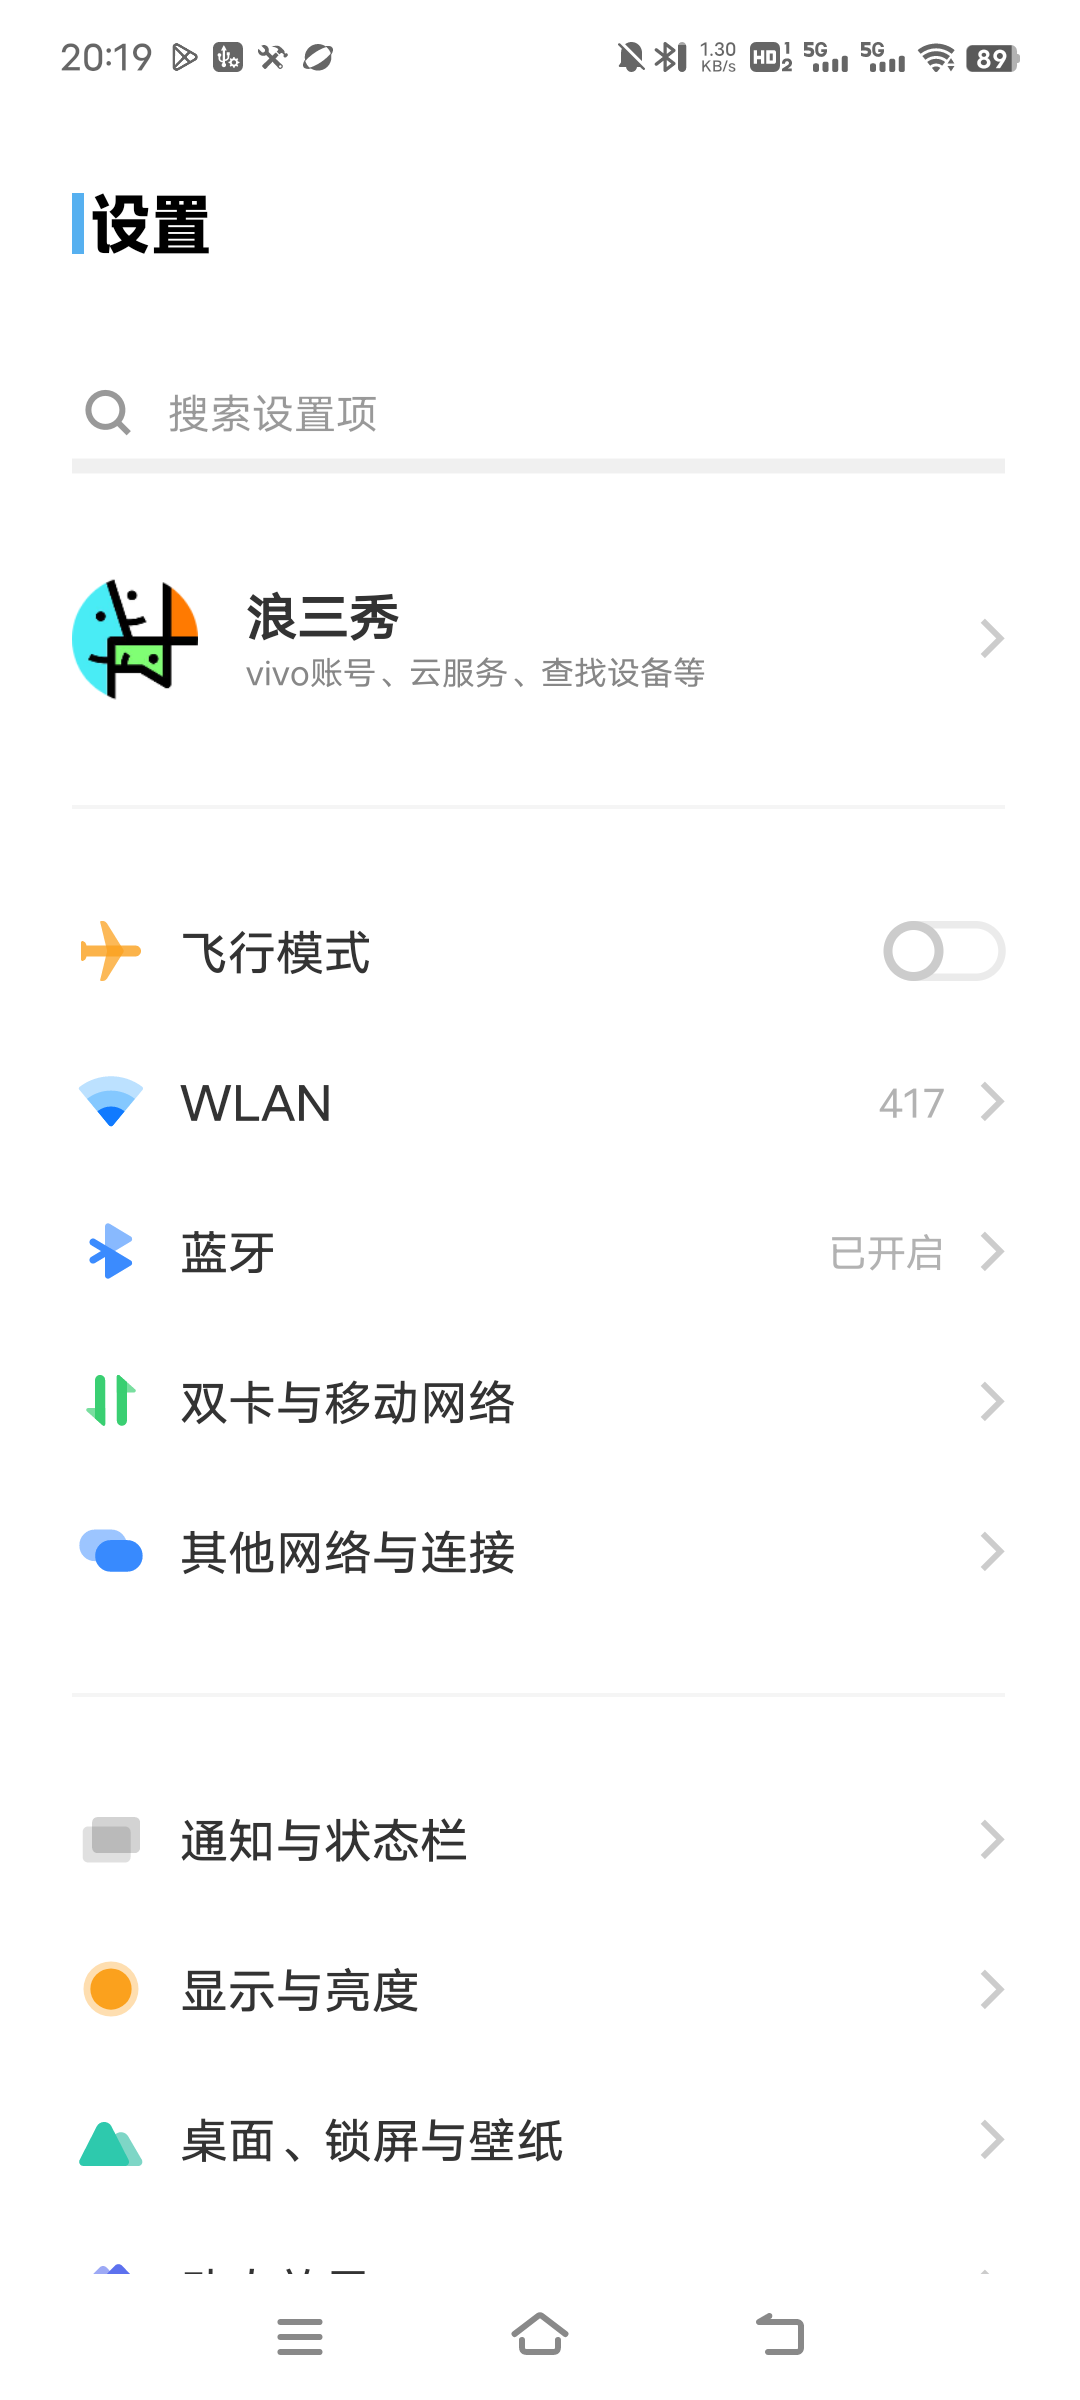 20:19 1.30 KB/s HD 1 2 5G 5G 89
设置
搜索设置项
浪三秀
vivo账号、云服务、查找设备等
飞行模式
WLAN 417
蓝牙 已开启
双卡与移动网络
其他网络与连接
通知与状态栏
显示与亮度
桌面、锁屏与壁纸